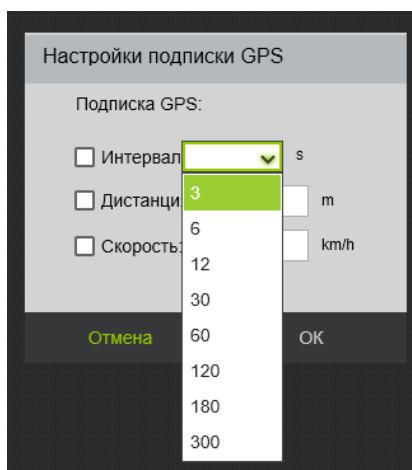 Настройки подписки GPS
Подписка GPS:
Интервал s
Дистанци m
Скорость: km/h
3
6
12
30
60
120
180
300
Отмена OK